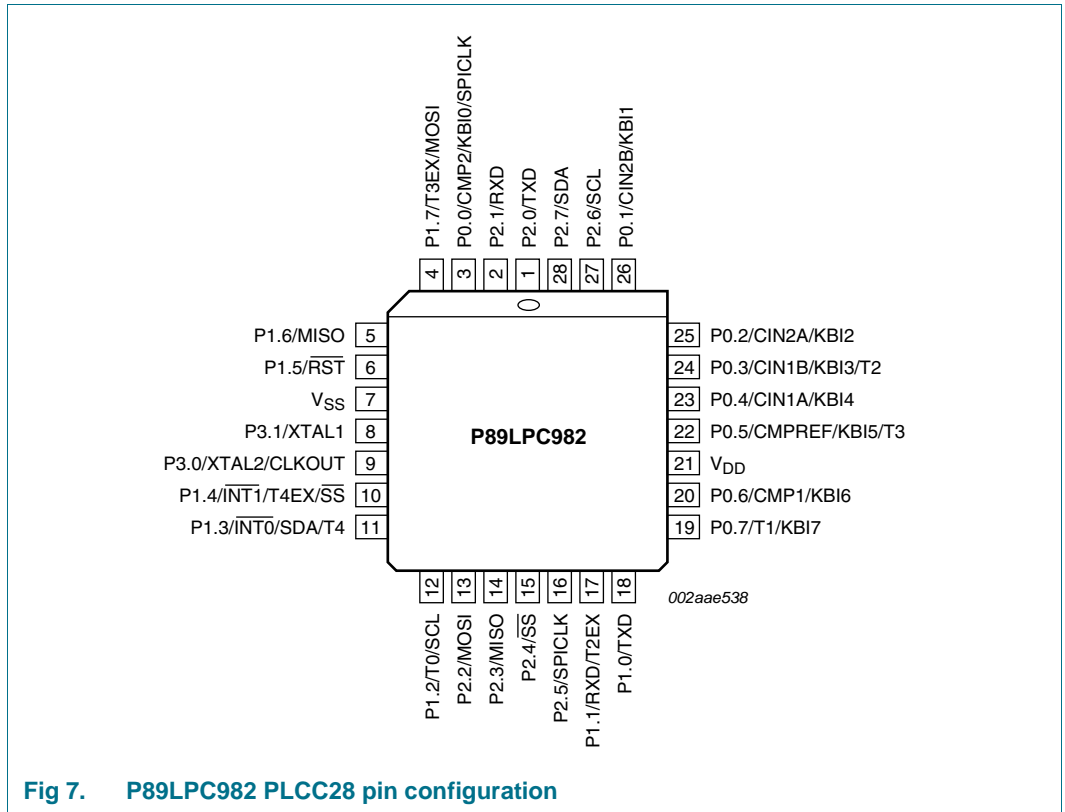 P1.7/T3EX/MOSI
P0.0/CMP2/KBI0/SPICLK
P2.1/RXD
P2.0/TXD
P2.7/SDA
P2.6/SCL
P0.1/CIN2B/KBI1
4
3
2
1
28
27
26
P1.6/MISO 5
P1.5/R̅S̅T̅ 6
VSS 7
P3.1/XTAL1 8
P3.0/XTAL2/CLKOUT 9
P1.4/I̅N̅T̅1̅/T4EX/S̅S̅ 10
P1.3/I̅N̅T̅0̅/SDA/T4 11
P89LPC982
25 P0.2/CIN2A/KBI2
24 P0.3/CIN1B/KBI3/T2
23 P0.4/CIN1A/KBI4
22 P0.5/CMPREF/KBI5/T3
21 VDD
20 P0.6/CMP1/KBI6
19 P0.7/T1/KBI7
12
13
14
15
16
17
18
P1.2/T0/SCL
P2.2/MOSI
P2.3/MISO
P2.4/S̅S̅
P2.5/SPICLK
P1.1/RXD/T2EX
P1.0/TXD
002aae538
Fig 7. P89LPC982 PLCC28 pin configuration